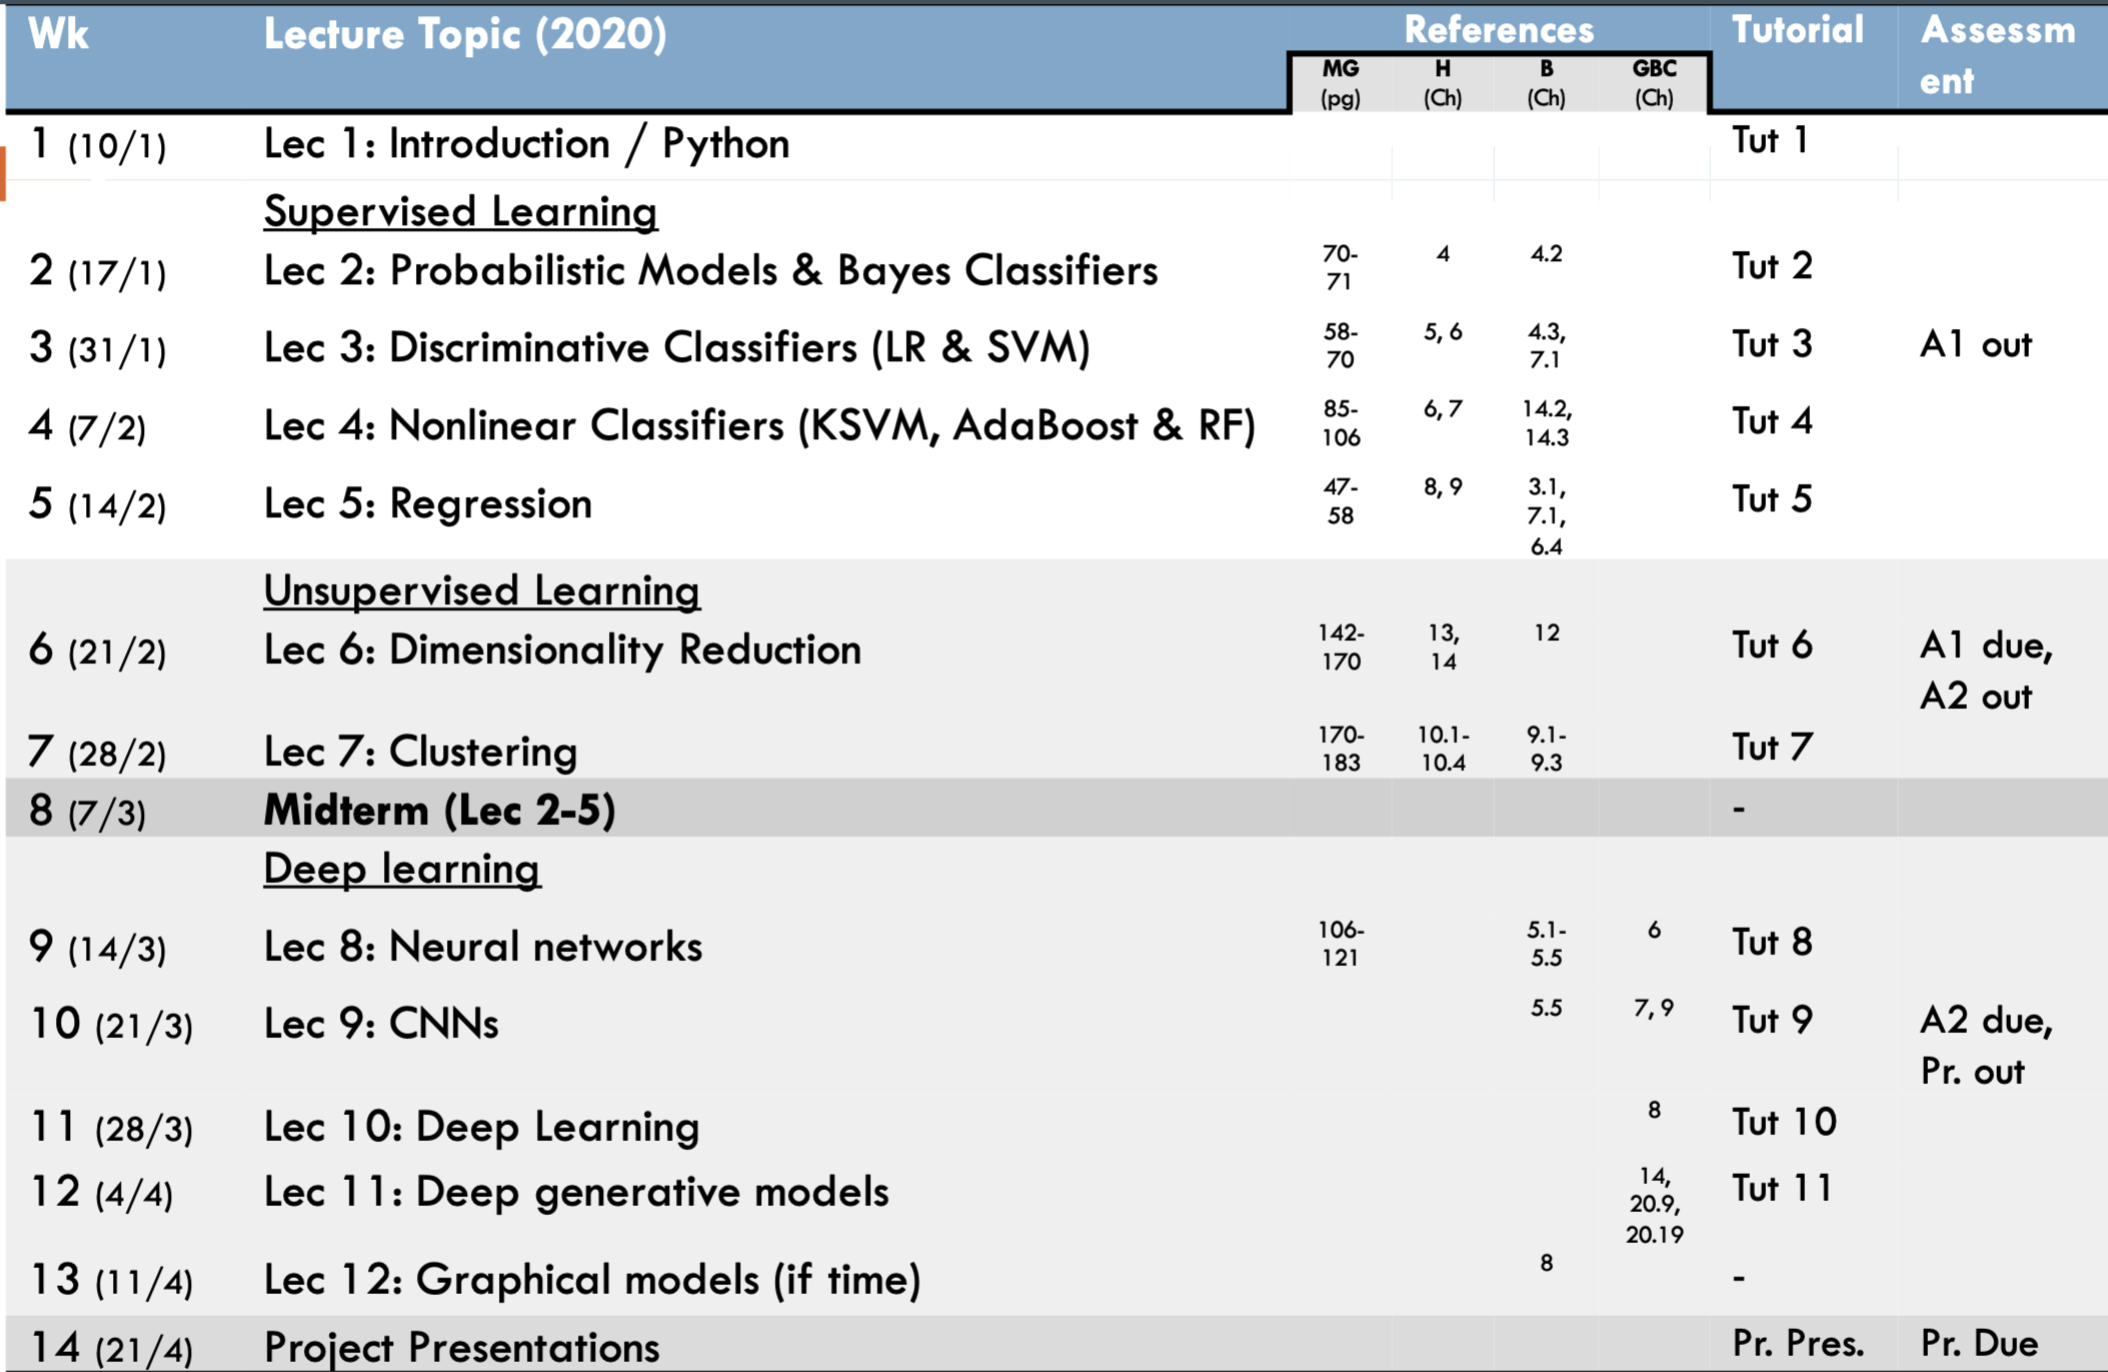 Wk Lecture Topic (2020) References Tutorial Assessm
ent
MG H B GBC
(pg) (Ch) (Ch) (Ch)
1 (10/1) Lec 1: Introduction / Python Tut 1
Supervised Learning
2 (17/1) Lec 2: Probabilistic Models & Bayes Classifiers 70- 4 4.2 Tut 2
71
3 (31/1) Lec 3: Discriminative Classifiers (LR & SVM) 58- 5, 6 4.3, Tut 3 A1 out
70 7.1
4 (7/2) Lec 4: Nonlinear Classifiers (KSVM, AdaBoost & RF) 85- 6, 7 14.2, Tut 4
106 14.3
5 (14/2) Lec 5: Regression 47- 8, 9 3.1, Tut 5
58 7.1,
6.4
Unsupervised Learning
6 (21/2) Lec 6: Dimensionality Reduction 142- 13, 12 Tut 6 A1 due,
170 14 A2 out
7 (28/2) Lec 7: Clustering 170- 10.1- 9.1- Tut 7
183 10.4 9.3
8 (7/3) Midterm (Lec 2-5) -
Deep learning
9 (14/3) Lec 8: Neural networks 106- 5.1- 6 Tut 8
121 5.5
10 (21/3) Lec 9: CNNs 5.5 7, 9 Tut 9 A2 due,
Pr. out
11 (28/3) Lec 10: Deep Learning 8 Tut 10
12 (4/4) Lec 11: Deep generative models 14, Tut 11
20.9,
20.19
13 (11/4) Lec 12: Graphical models (if time) 8 -
14 (21/4) Project Presentations Pr. Pres. Pr. Due